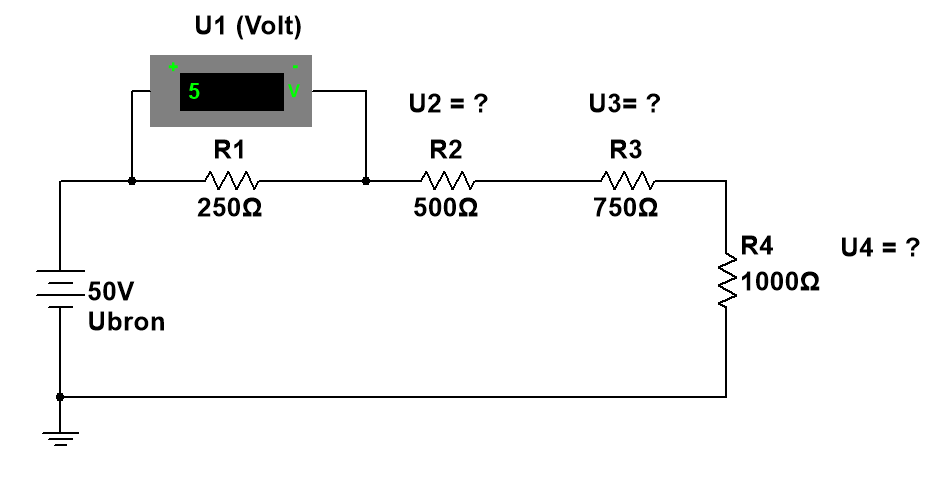 U1 (Volt)
+ -
5 V
U2 = ?
U3= ?
R1
R2
R3
250Ω
500Ω
750Ω
R4
U4 = ?
1000Ω
50V
Ubron